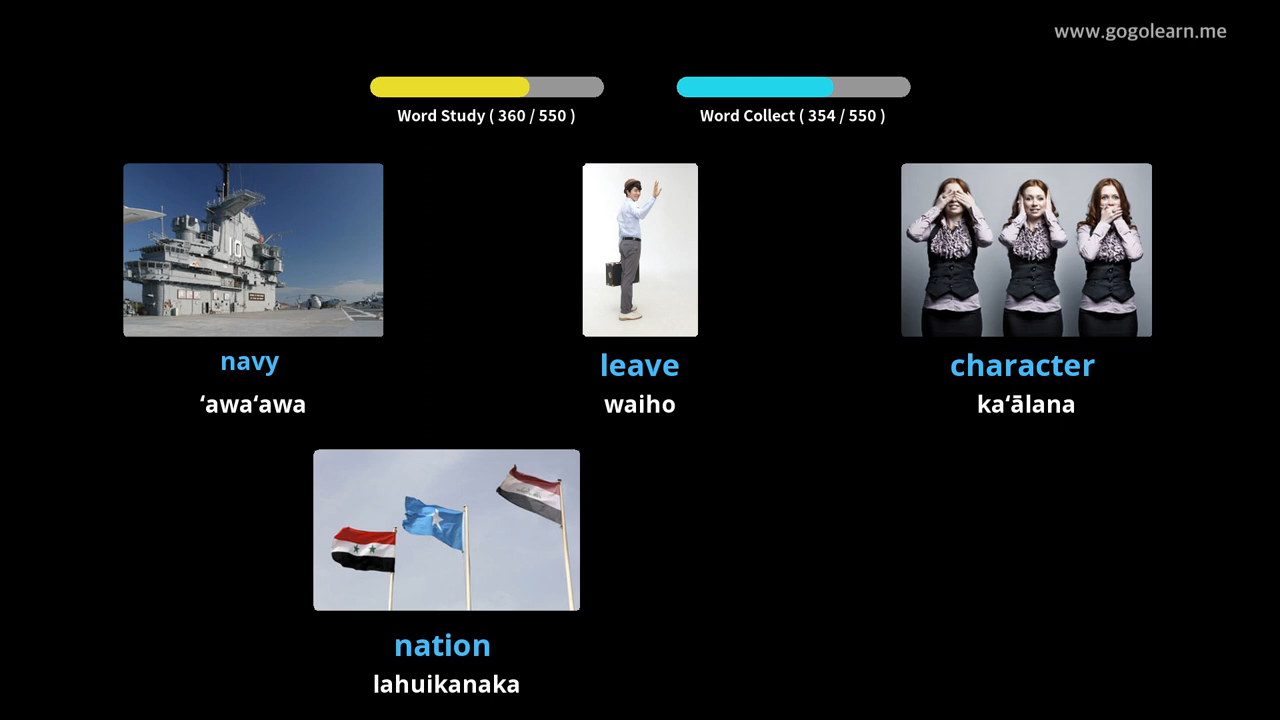 www.gogolearn.me
Word Study ( 360 / 550 )
Word Collect ( 354 / 550 )
navy
ʻawaʻawa
leave
waiho
character
kaʻālana
nation
lahuikanaka